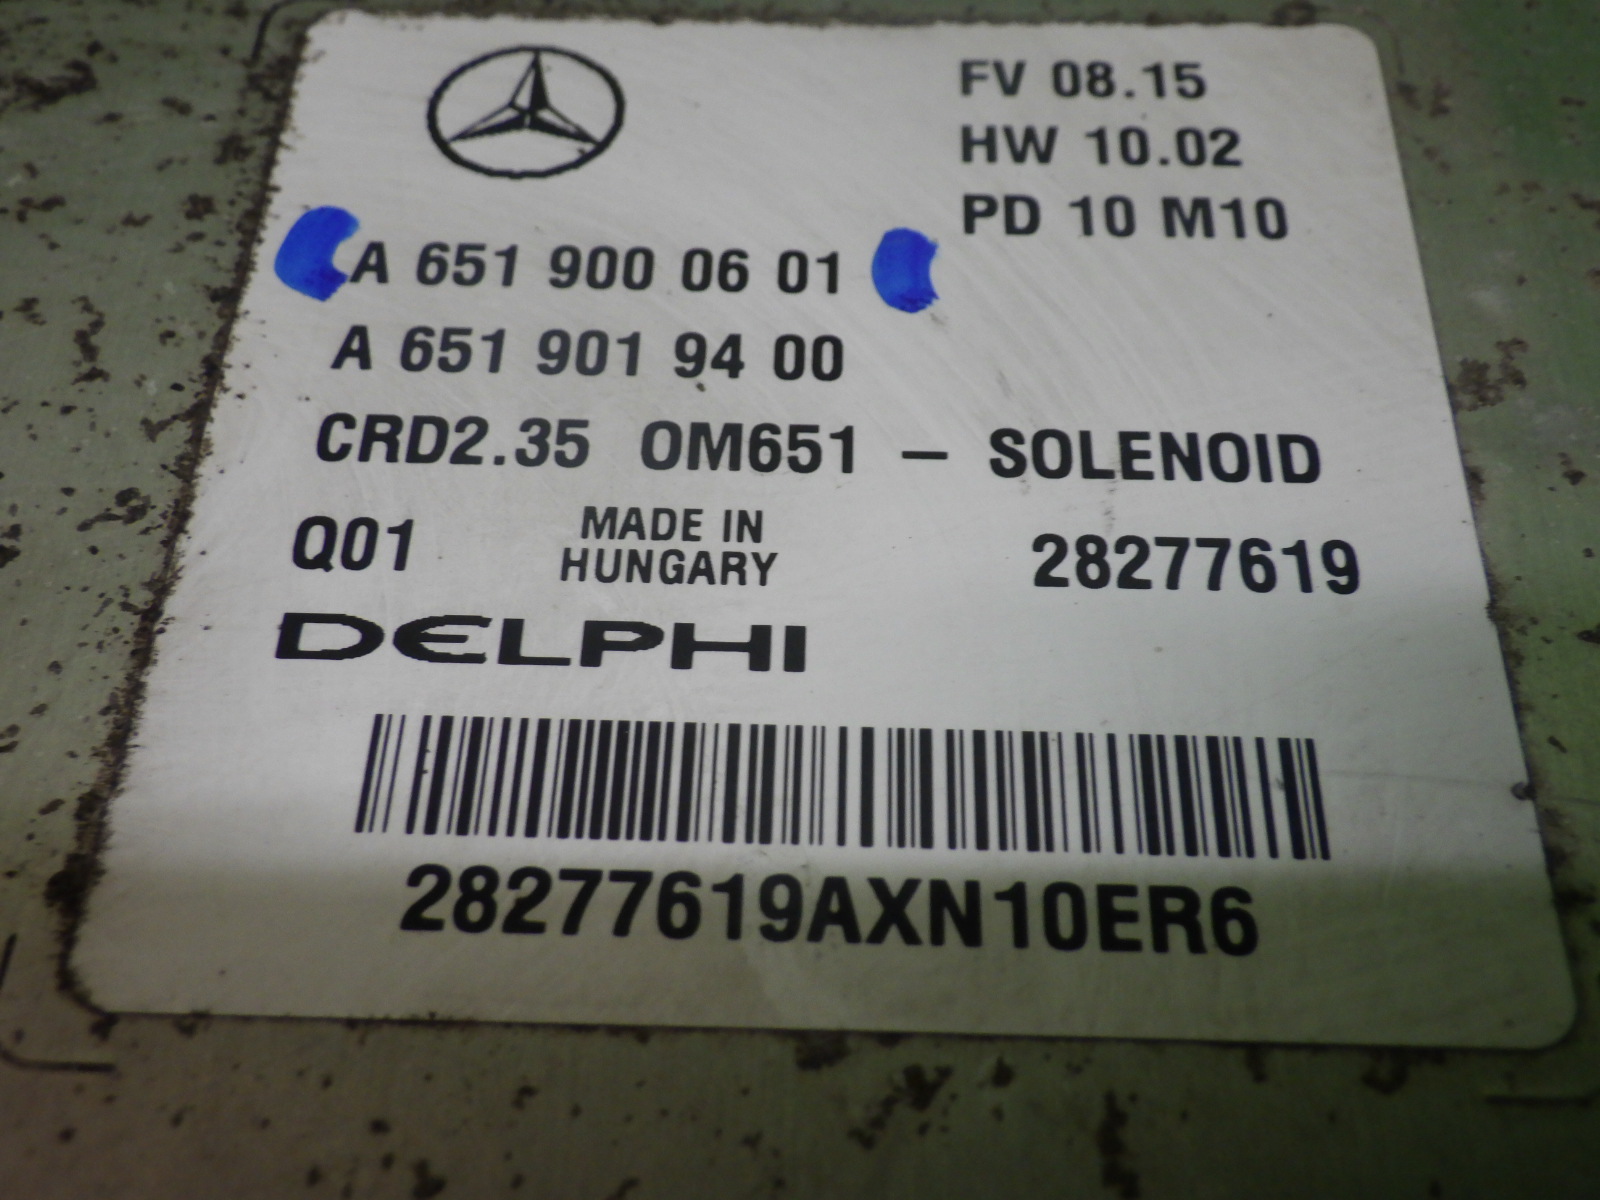 FV 08.15
HW 10.02
PD 10 M10
A 651 900 06 01
A 651 901 94 00
CRD2.35 OM651 – SOLENOID
Q01 MADE IN HUNGARY 28277619
DELPHI
28277619AXN10ER6